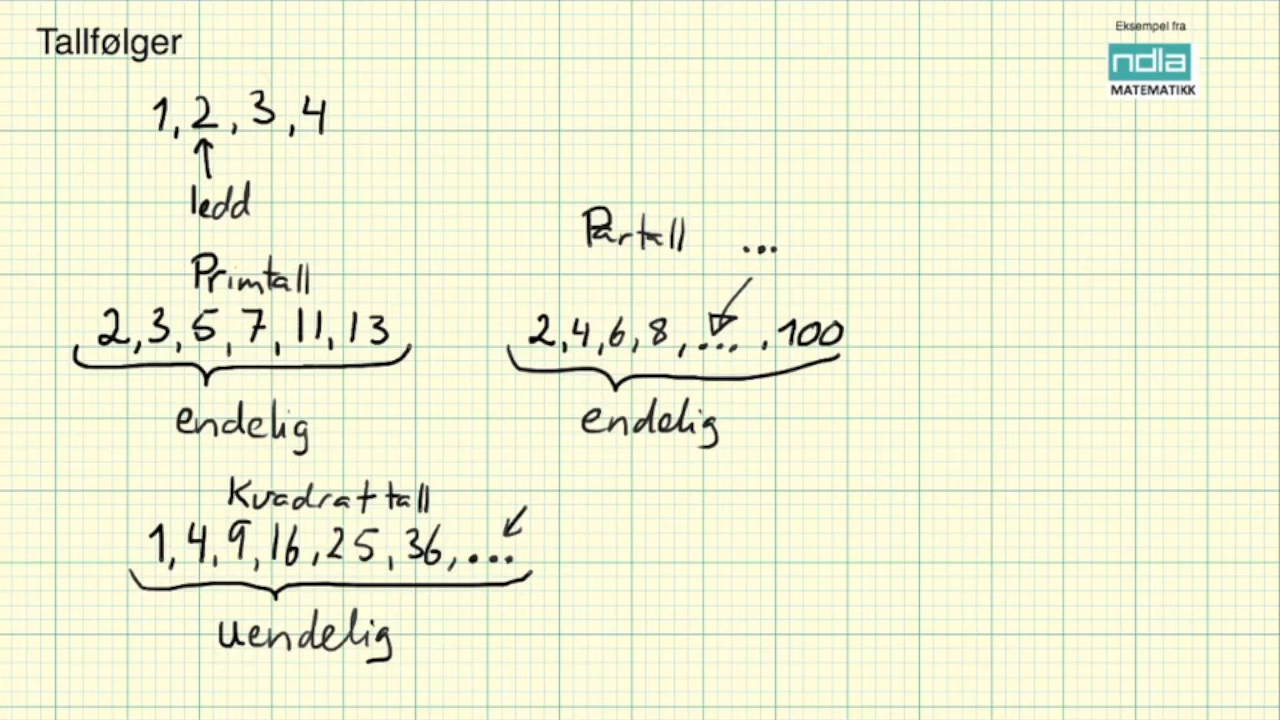 Tallfølger
Eksempel fra
ndla
MATEMATIKK
1, 2, 3, 4
ledd
Primtall
2, 3, 5, 7, 11, 13
endelig
Partall ...
2, 4, 6, 8, ... , 100
endelig
Kvadrattall
1, 4, 9, 16, 25, 36, ...
uendelig